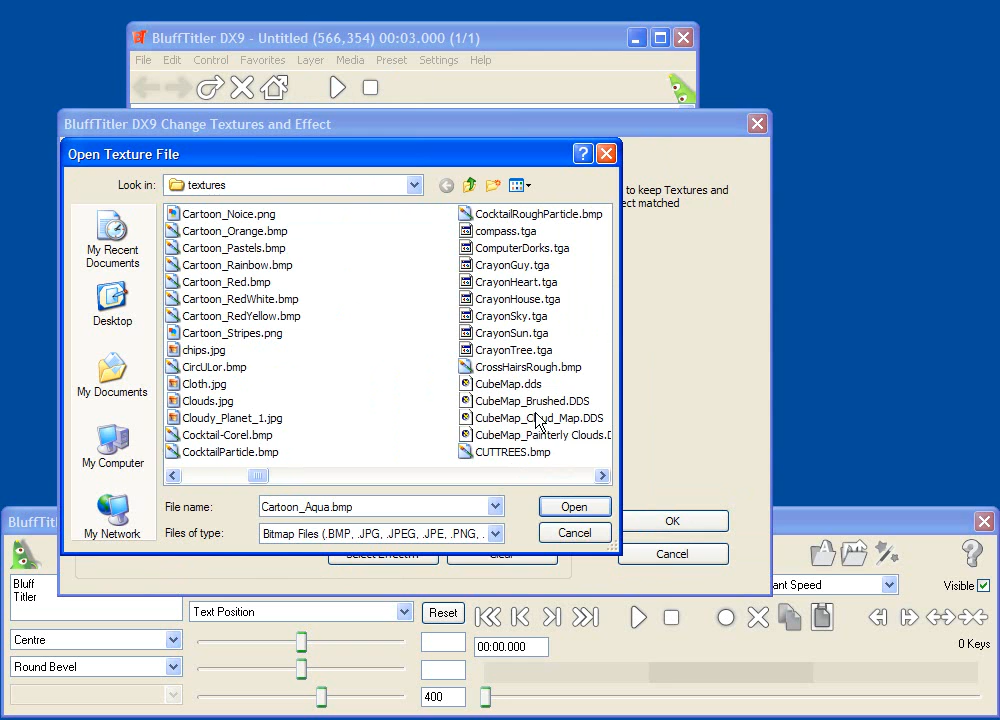 BluffTitler DX9 - Untitled (566,354) 00:03.000 (1/1)
File Edit Control Favorites Layer Media Preset Settings Help
BluffTitler DX9 Change Textures and Effect
Open Texture File
Look in: textures
to keep Textures and
ect matched
My Recent Documents
Desktop
My Documents
My Computer
My Network
Cartoon_Noice.png
Cartoon_Orange.bmp
Cartoon_Pastels.bmp
Cartoon_Rainbow.bmp
Cartoon_Red.bmp
Cartoon_RedWhite.bmp
Cartoon_RedYellow.bmp
Cartoon_Stripes.png
chips.jpg
CircULor.bmp
Cloth.jpg
Clouds.jpg
Cloudy_Planet_1.jpg
Cocktail-Corel.bmp
CocktailParticle.bmp
CocktailRoughParticle.bmp
compass.tga
ComputerDorks.tga
CrayonGuy.tga
CrayonHeart.tga
CrayonHouse.tga
CrayonSky.tga
CrayonSun.tga
CrayonTree.tga
CrossHairsRough.bmp
CubeMap.dds
CubeMap_Brushed.DDS
CubeMap_Cloud_Map.DDS
CubeMap_Painterly Clouds.D
CUTTREES.bmp
File name: Cartoon_Aqua.bmp Open
Files of type: Bitmap Files (.BMP, .JPG, .JPEG, .JPE, .PNG, . Cancel
OK
Cancel
BluffTit
Bluff
Titler
Text Position
Reset
ant Speed
Visible
Centre
00:00.000
0 Keys
Round Bevel
400